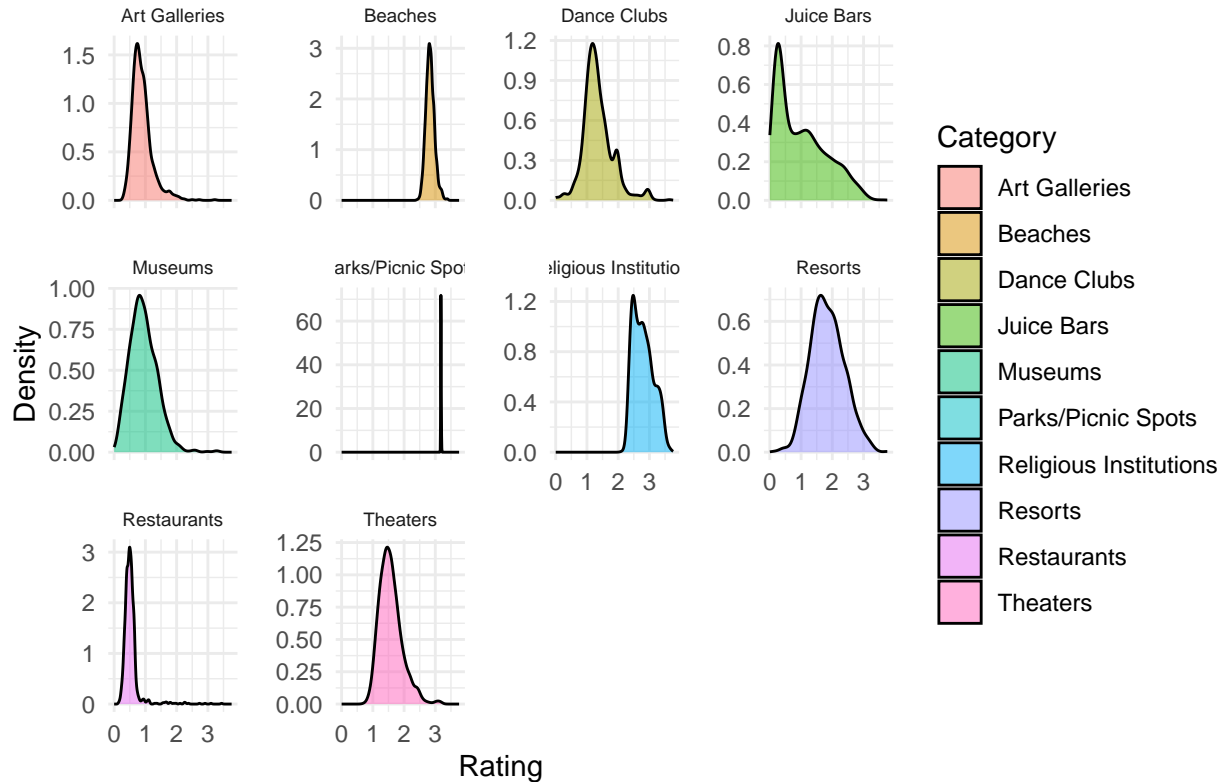 Art Galleries
Beaches
Dance Clubs
Juice Bars
1.5
1.0
0.5
0.0
3
2
1
0
1.2
0.9
0.6
0.3
0.0
0.8
0.6
0.4
0.2
0.0
Museums
arks/Picnic Spot
eligious Institutio
Resorts
1.00
0.75
0.50
0.25
0.00
60
40
20
0
1.2
0.8
0.4
0.0
0.6
0.4
0.2
0.0
0 1 2 3
0 1 2 3
Restaurants
Theaters
3
2
1
0
1.25
1.00
0.75
0.50
0.25
0.00
0 1 2 3
0 1 2 3
Density
Rating
Category
Art Galleries
Beaches
Dance Clubs
Juice Bars
Museums
Parks/Picnic Spots
Religious Institutions
Resorts
Restaurants
Theaters